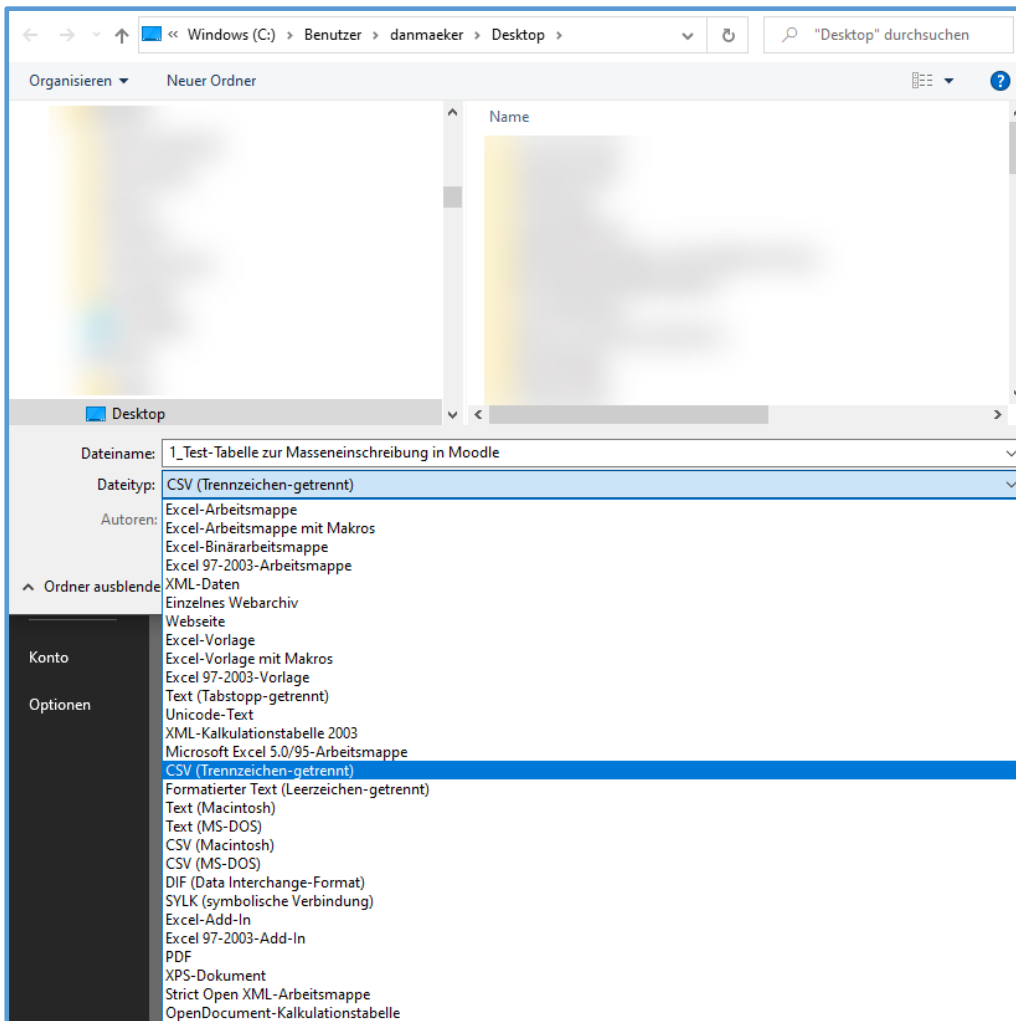 « Windows (C:) › Benutzer › danmaeker › Desktop ›
"Desktop" durchsuchen
Organisieren
Neuer Ordner
Name
Desktop
Dateiname: 1_Test-Tabelle zur Masseneinschreibung in Moodle
Dateityp: CSV (Trennzeichen-getrennt)
Autoren:
Excel-Arbeitsmappe
Excel-Arbeitsmappe mit Makros
Excel-Binärarbeitsmappe
Excel 97-2003-Arbeitsmappe
Ordner ausblende
XML-Daten
Einzelnes Webarchiv
Webseite
Excel-Vorlage
Excel-Vorlage mit Makros
Excel 97-2003-Vorlage
Text (Tabstopp-getrennt)
Unicode-Text
XML-Kalkulationstabelle 2003
Microsoft Excel 5.0/95-Arbeitsmappe
CSV (Trennzeichen-getrennt)
Formatierter Text (Leerzeichen-getrennt)
Text (Macintosh)
Text (MS-DOS)
CSV (Macintosh)
CSV (MS-DOS)
DIF (Data Interchange-Format)
SYLK (symbolische Verbindung)
Excel-Add-In
Excel 97-2003-Add-In
PDF
XPS-Dokument
Strict Open XML-Arbeitsmappe
OpenDocument-Kalkulationstabelle
Konto
Optionen